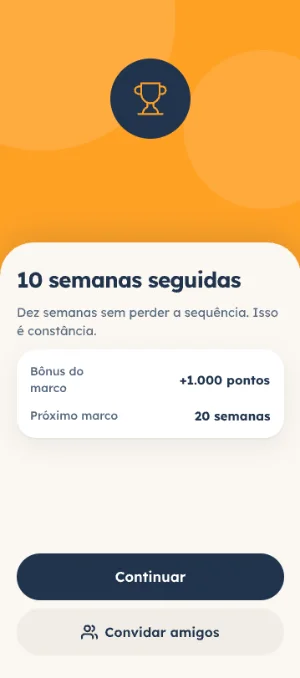 10 semanas seguidas
Dez semanas sem perder a sequência. Isso
é constância.
Bônus do
marco
+1.000 pontos
Próximo marco
20 semanas
Continuar
Convidar amigos